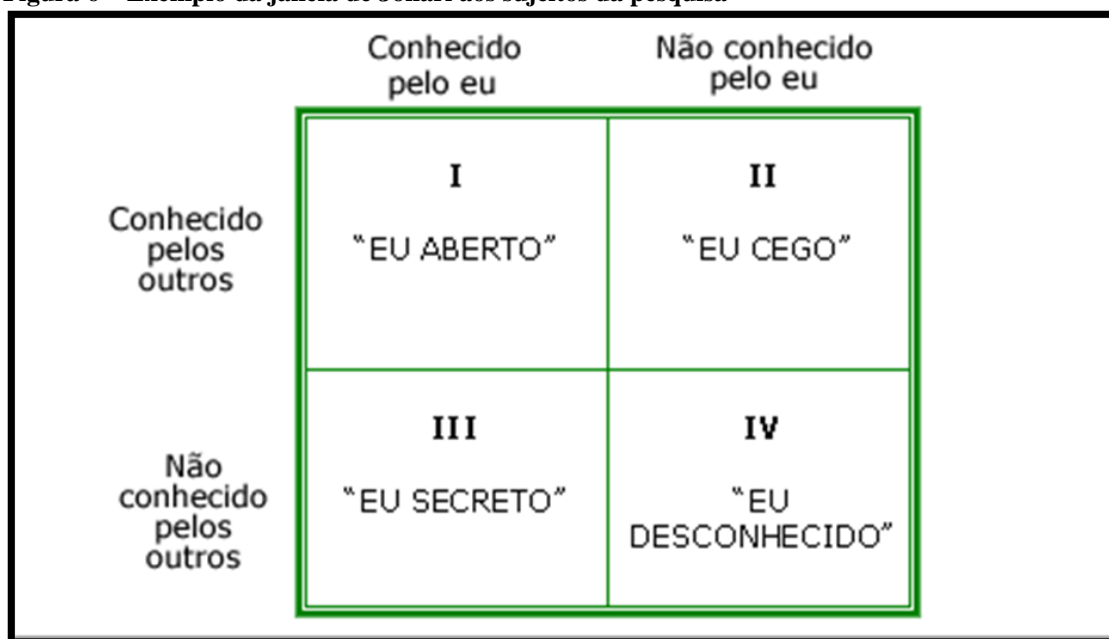 Conhecido
pelo eu
Não conhecido
pelo eu
Conhecido
pelos
outros
I
"EU ABERTO"
II
"EU CEGO"
Não
conhecido
pelos
outros
III
"EU SECRETO"
IV
"EU
DESCONHECIDO"